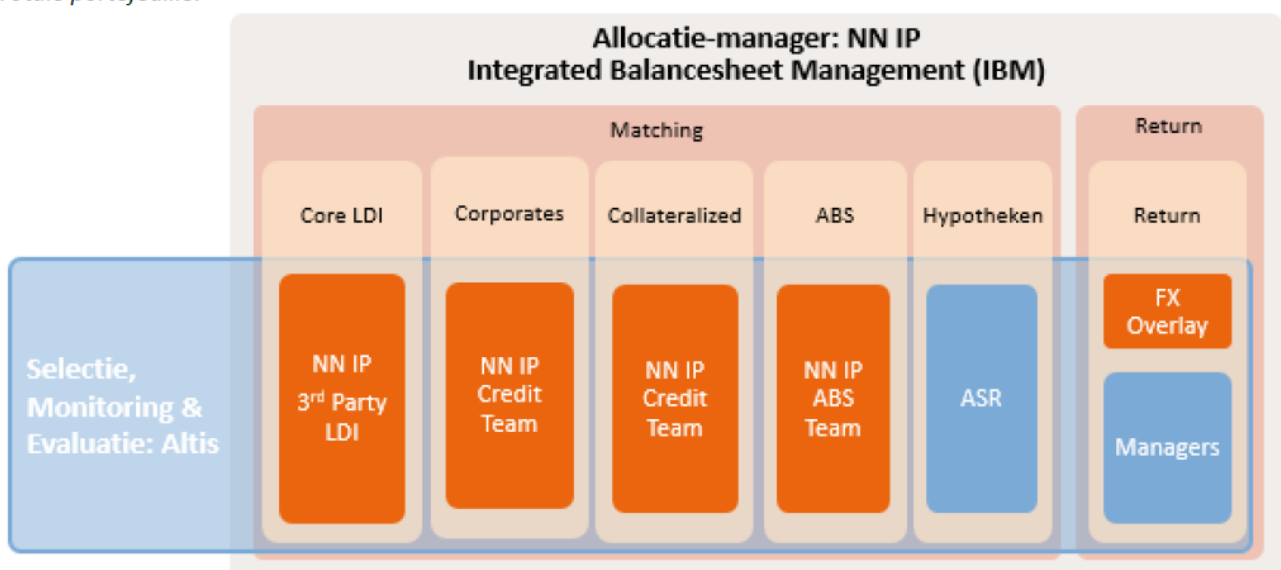 Allocatie-manager: NN IP
Integrated Balancesheet Management (IBM)
Matching
Return
Core LDI
Corporates
Collateralized
ABS
Hypotheken
Return
Selectie,
Monitoring &
Evaluatie: Altis
NN IP
3rd Party
LDI
NN IP
Credit
Team
NN IP
Credit
Team
NN IP
ABS
Team
ASR
FX
Overlay
Managers